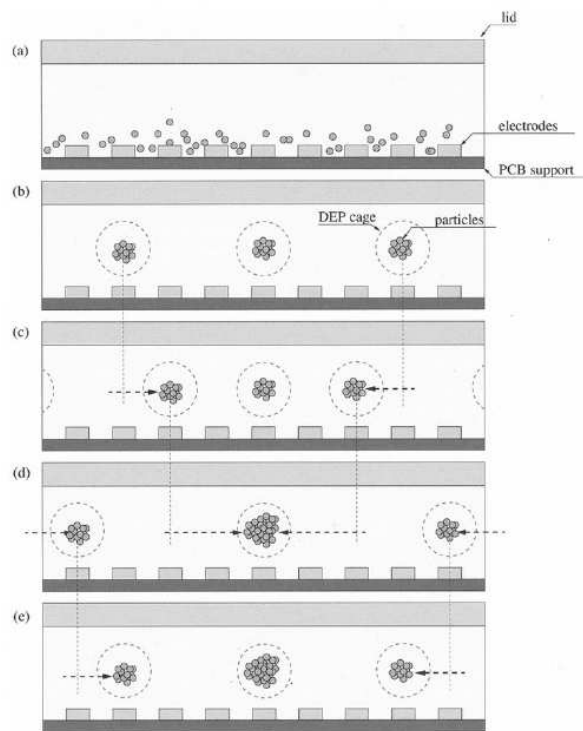 lid
(a)
electrodes
PCB support
(b)
DEP cage
particles
(c)
(d)
(e)